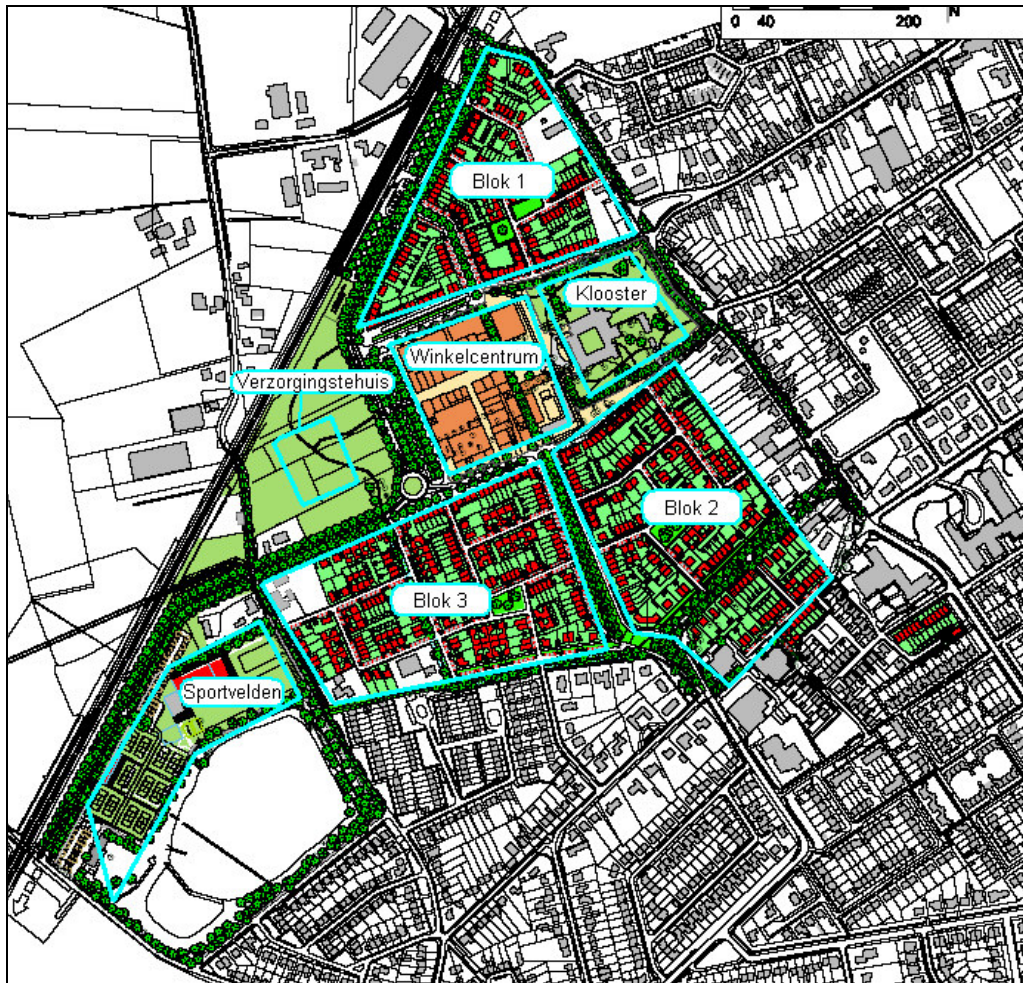 0 40 200 N
Blok 1
Klooster
Winkelcentrum
Verzorgingstehuis
Blok 2
Blok 3
Sportvelden